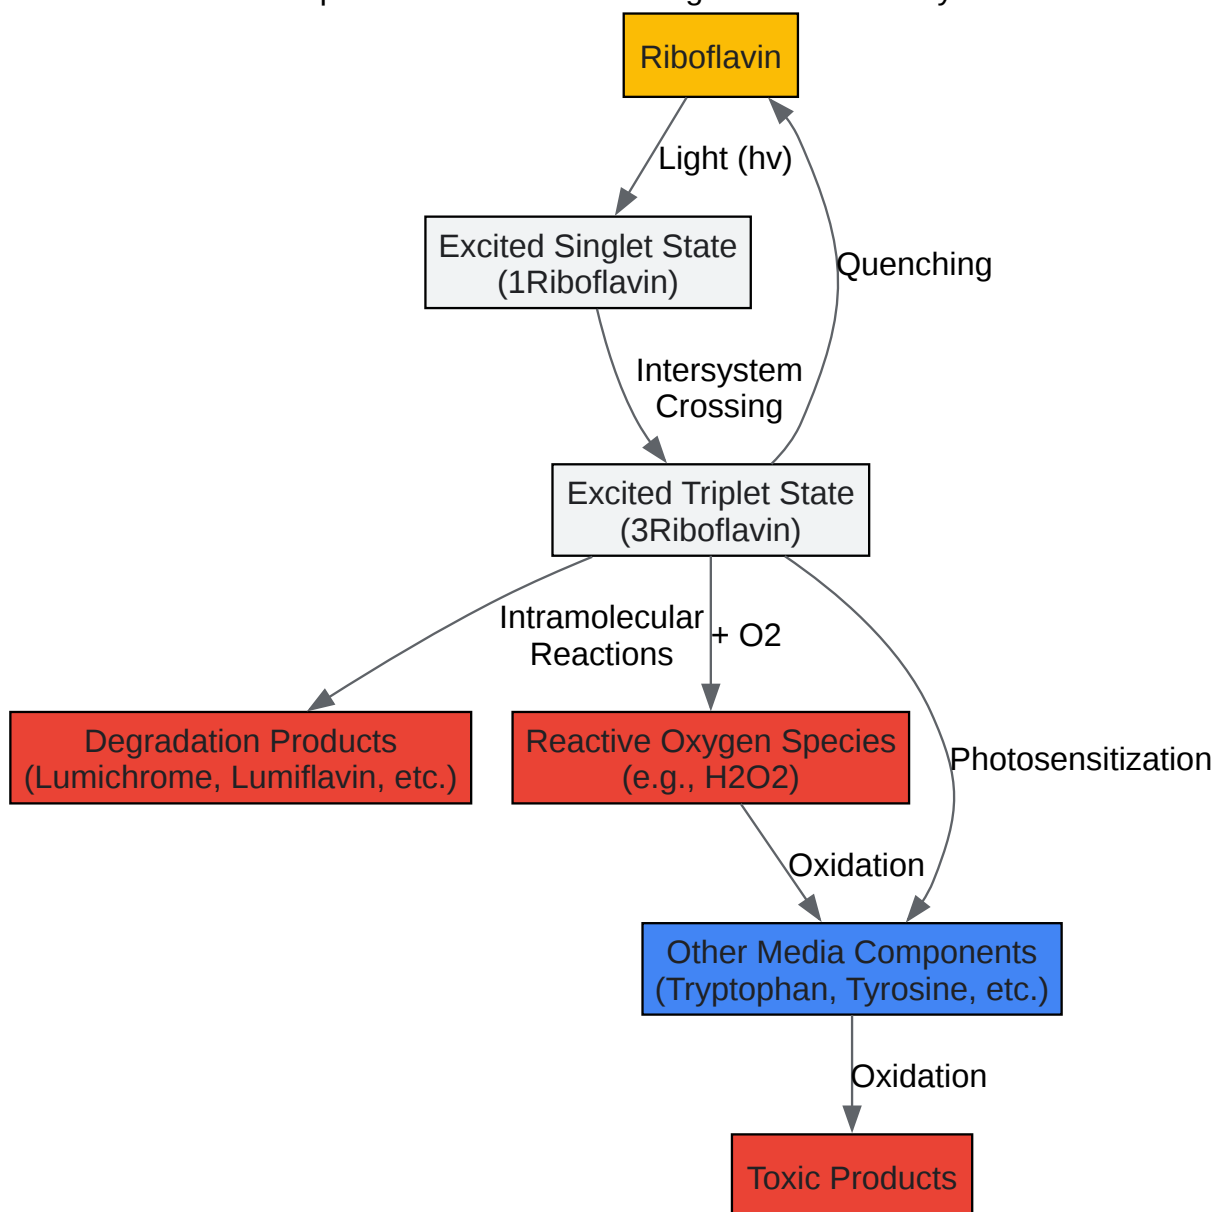 Riboflavin
Light (hv)
Excited Singlet State
(1Riboflavin)
Quenching
Intersystem
Crossing
Excited Triplet State
(3Riboflavin)
Intramolecular
Reactions
+ O2
Degradation Products
(Lumichrome, Lumiflavin, etc.)
Reactive Oxygen Species
(e.g., H2O2)
Photosensitization
Oxidation
Other Media Components
(Tryptophan, Tyrosine, etc.)
Oxidation
Toxic Products